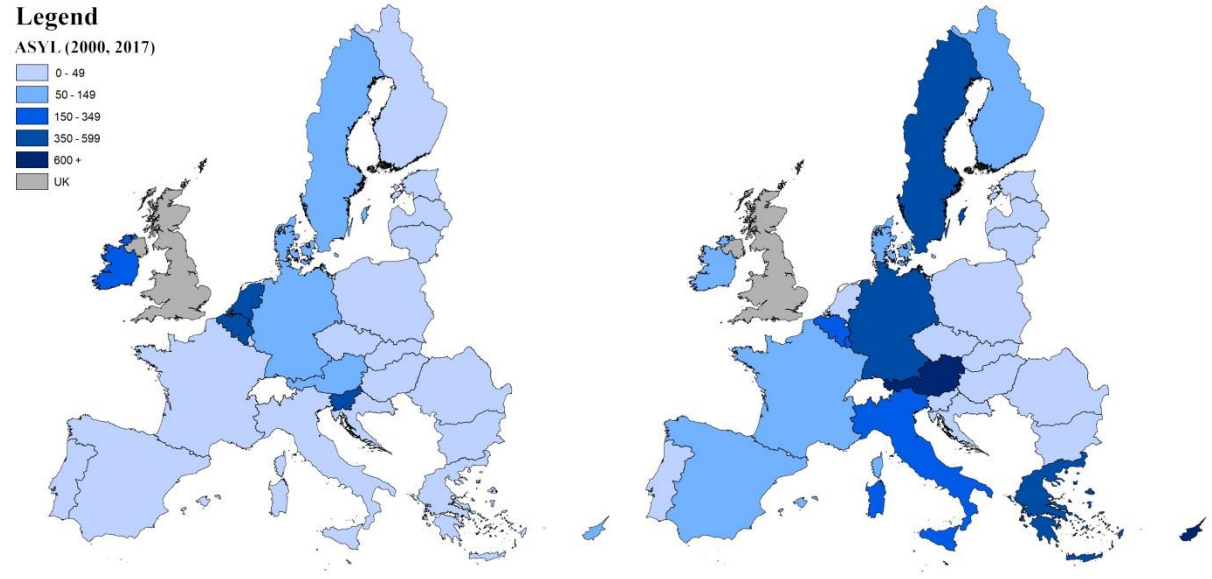 Legend
ASYL (2000, 2017)
0 - 49
50 - 149
150 - 349
350 - 599
600 +
UK